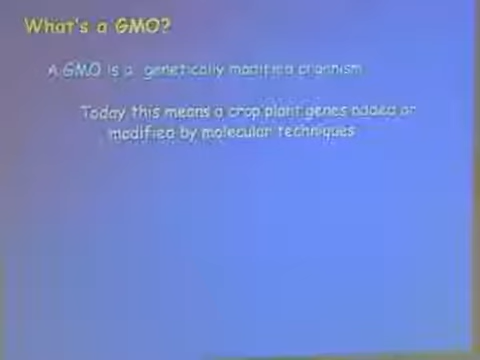 What's a GMO?
A GMO is a genetically modified organism
Today this means a crop plant genes added or
modified by molecular techniques